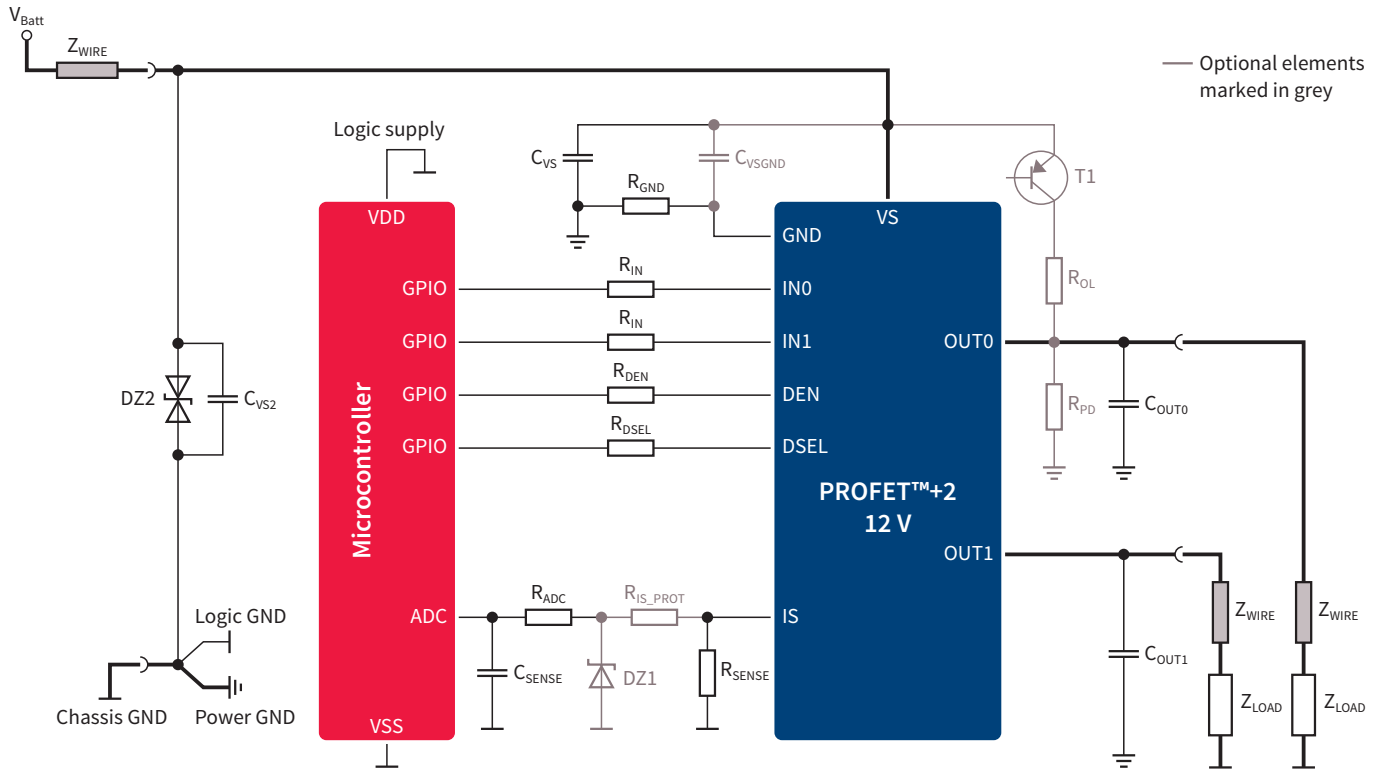 VBatt
ZWIRE
Optional elements
marked in grey
Logic supply
CVS
CVSGND
RGND
T1
VDD
VS
GND
GPIO
RIN
IN0
ROL
GPIO
RIN
IN1
OUT0
DZ2
CVS2
GPIO
RDEN
DEN
RPD
COUT0
GPIO
RDSEL
DSEL
Microcontroller
PROFET™+2
12 V
OUT1
ADC
RADC
RIS_PROT
IS
ZWIRE
ZWIRE
Logic GND
CSENSE
DZ1
RSENSE
COUT1
ZLOAD
ZLOAD
Chassis GND
Power GND
VSS